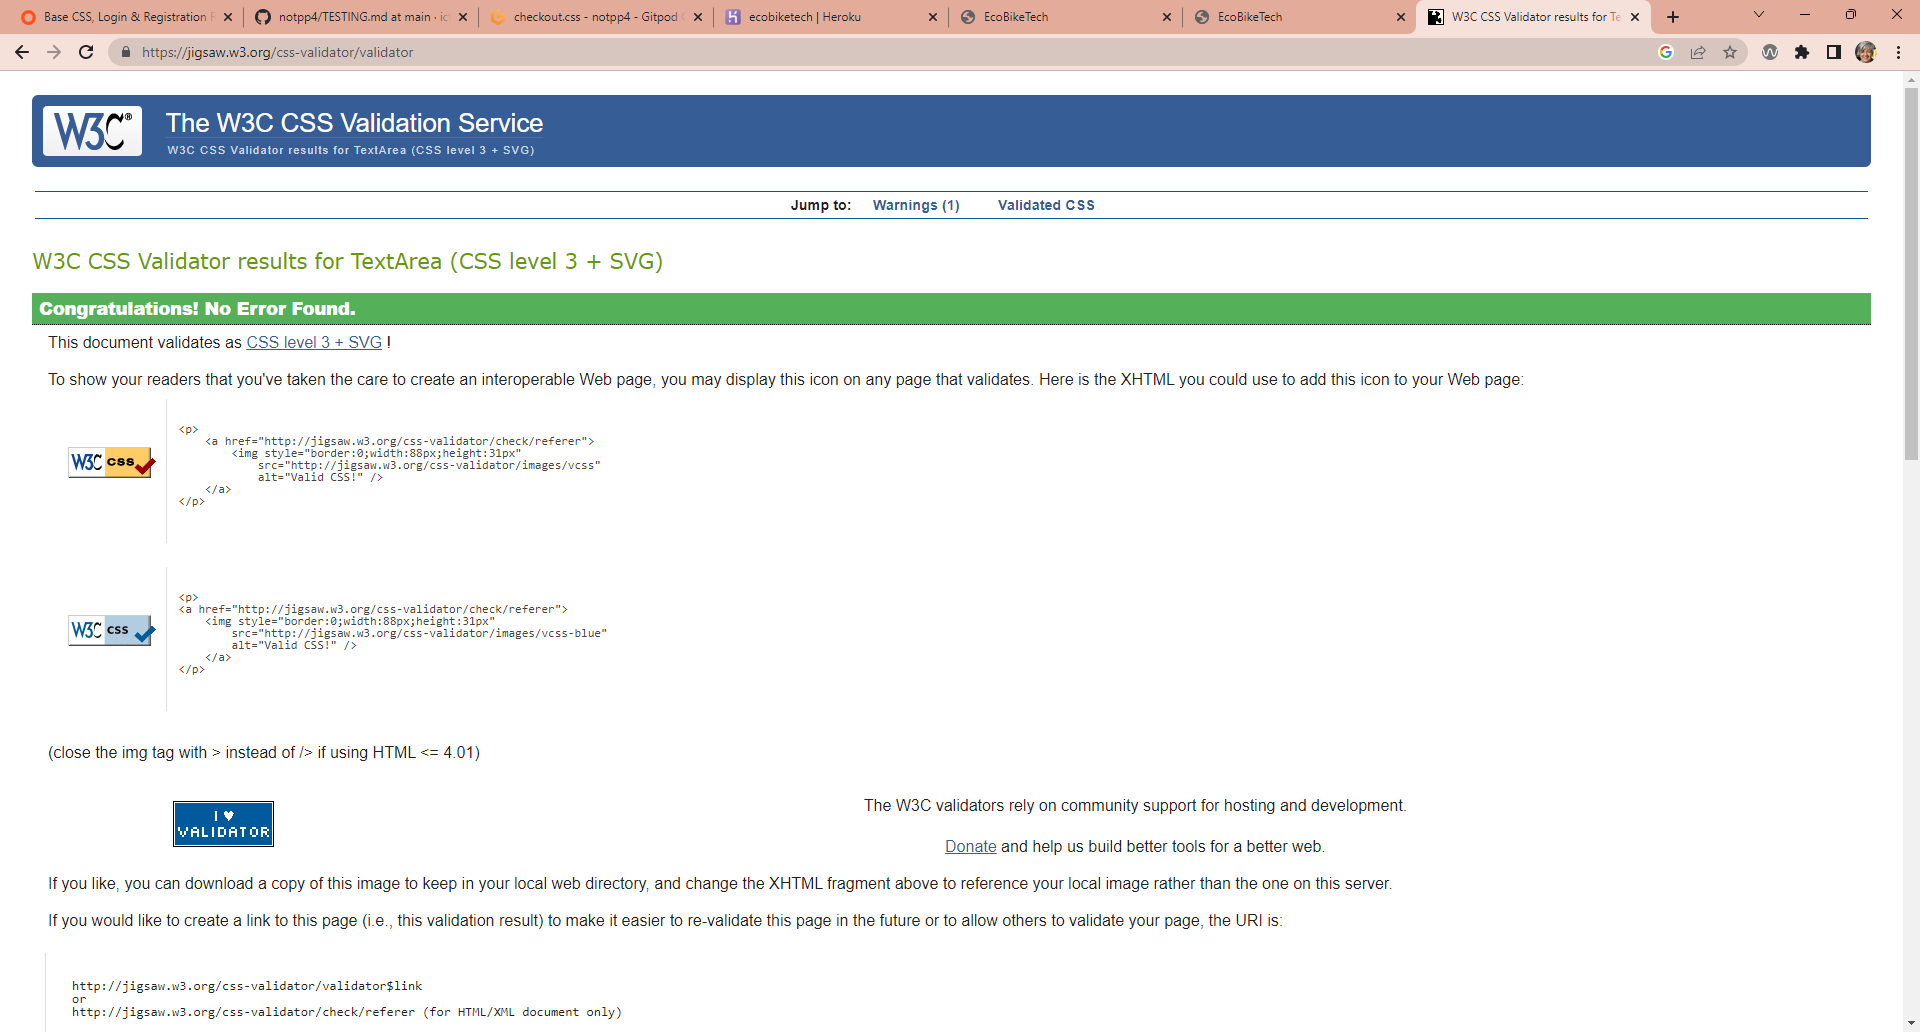 Base CSS, Login & Registration
notpp4/TESTING.md at main · ic
checkout.css - notpp4 - Gitpod
ecobiketech | Heroku
EcoBikeTech
EcoBikeTech
W3C CSS Validator results for Te
https://jigsaw.w3.org/css-validator/validator
W3C®
The W3C CSS Validation Service
W3C CSS Validator results for TextArea (CSS level 3 + SVG)
Jump to: Warnings (1) Validated CSS
W3C CSS Validator results for TextArea (CSS level 3 + SVG)
Congratulations! No Error Found.
This document validates as CSS level 3 + SVG !
To show your readers that you've taken the care to create an interoperable Web page, you may display this icon on any page that validates. Here is the XHTML you could use to add this icon to your Web page:
W3C css
<p>
<a href="http://jigsaw.w3.org/css-validator/check/referer">
<img style="border:0;width:88px;height:31px"
src="http://jigsaw.w3.org/css-validator/images/vcss"
alt="Valid CSS!" />
</a>
</p>
W3C css
<p>
<a href="http://jigsaw.w3.org/css-validator/check/referer">
<img style="border:0;width:88px;height:31px"
src="http://jigsaw.w3.org/css-validator/images/vcss-blue"
alt="Valid CSS!" />
</a>
</p>
(close the img tag with > instead of /> if using HTML <= 4.01)
I ♥
VALIDATOR
The W3C validators rely on community support for hosting and development.
Donate and help us build better tools for a better web.
If you like, you can download a copy of this image to keep in your local web directory, and change the XHTML fragment above to reference your local image rather than the one on this server.
If you would like to create a link to this page (i.e., this validation result) to make it easier to re-validate this page in the future or to allow others to validate your page, the URI is:
http://jigsaw.w3.org/css-validator/validator$link
or
http://jigsaw.w3.org/css-validator/check/referer (for HTML/XML document only)